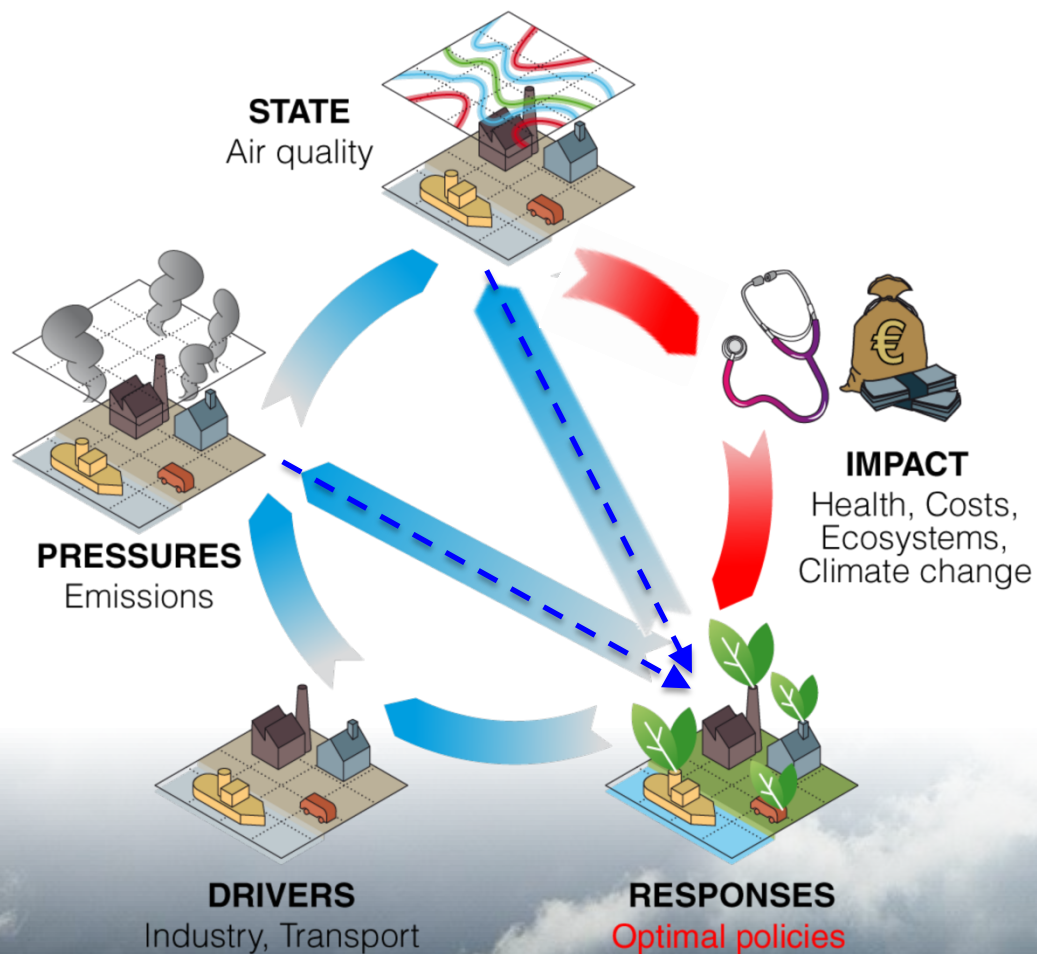 STATE
Air quality
€
IMPACT
Health, Costs,
Ecosystems,
Climate change
PRESSURES
Emissions
DRIVERS
Industry, Transport
RESPONSES
Optimal policies